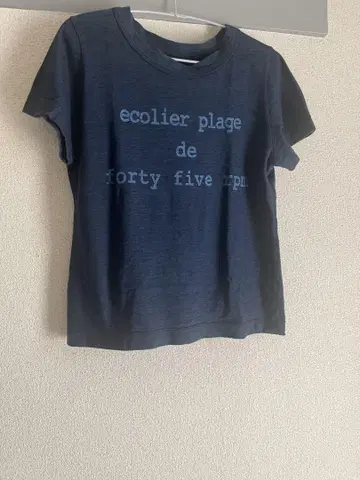 ecolier plage
de
forty five rpm